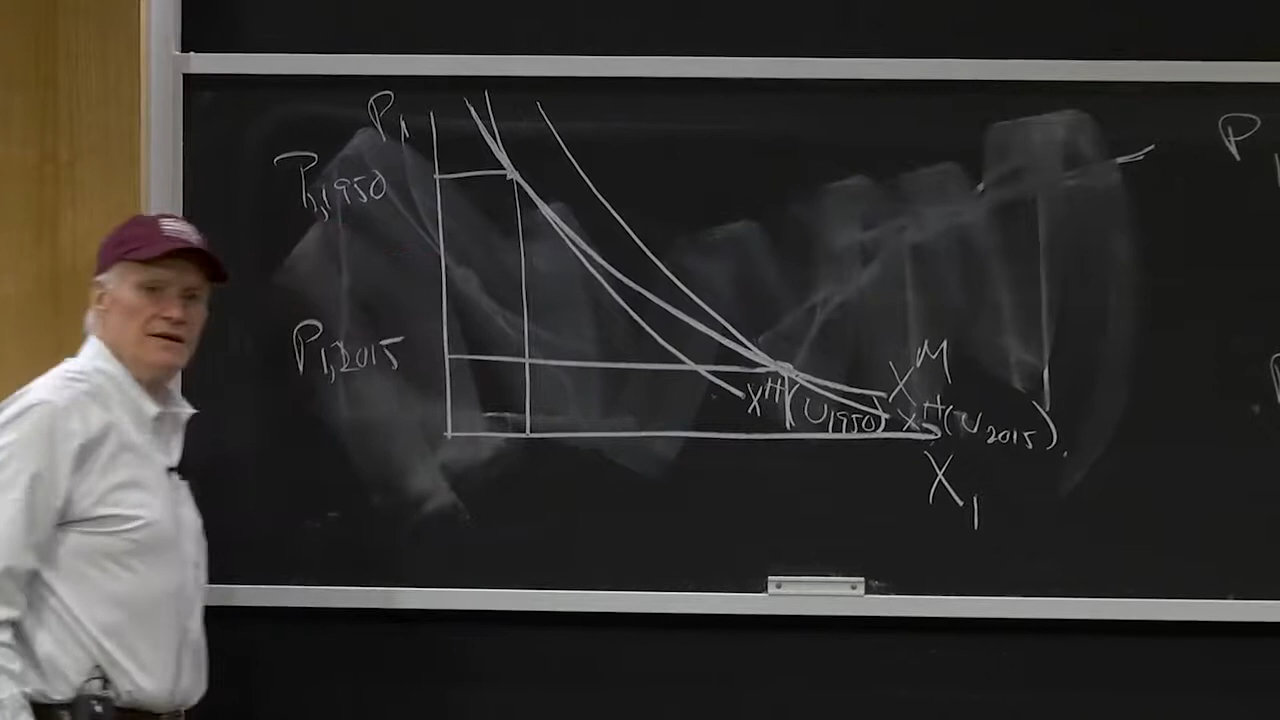 P₁
P₁,1950
P
P₁,2015
Xᴹ
Xᴴ(U₁₉₅₀) Xᴴ(U₂₀₁₅).
X₁